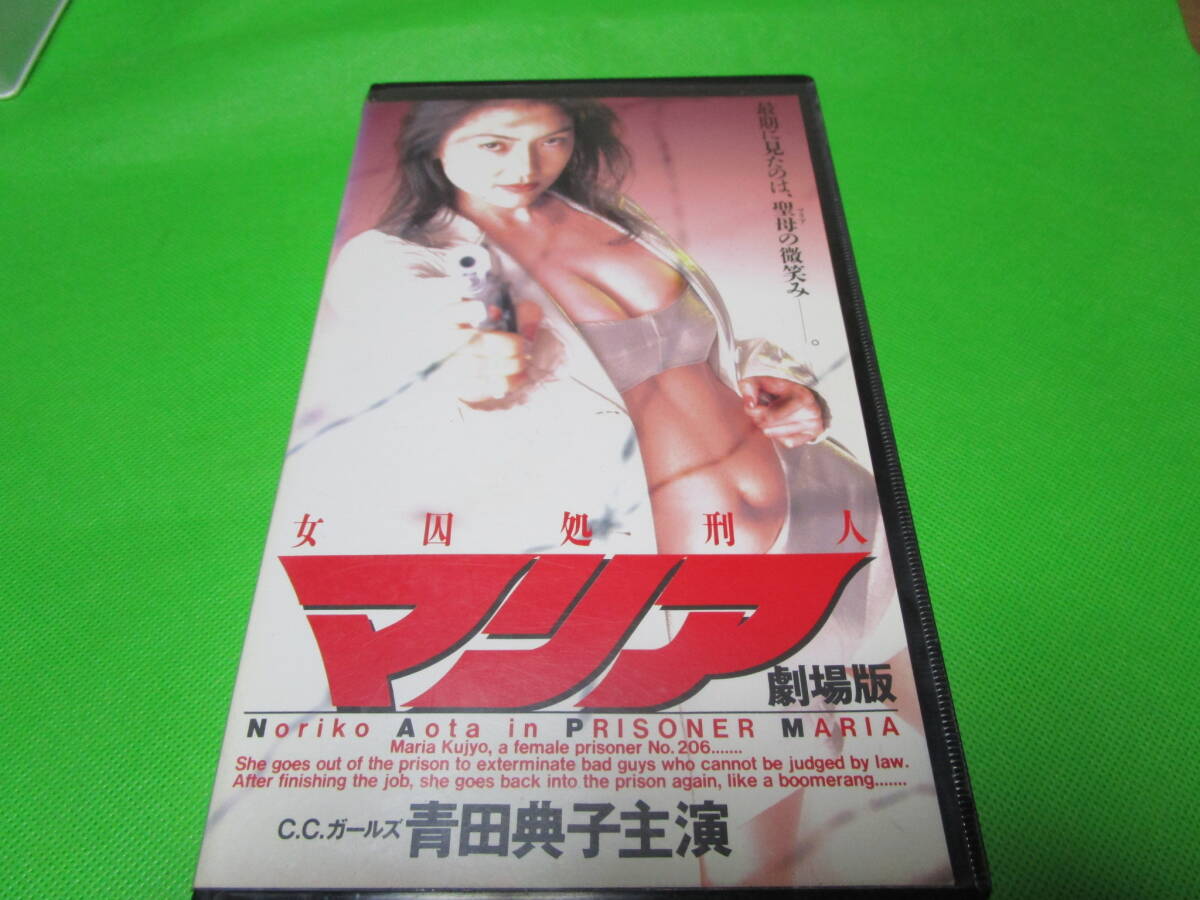 最期に見たのは、聖母の微笑み――。
マリア
女囚処刑人
マリア
劇場版
Noriko Aota in PRISONER MARIA
Maria Kujyo, a female prisoner No. 206.......
She goes out of the prison to exterminate bad guys who cannot be judged by law.
After finishing the job, she goes back into the prison again, like a boomerang.......
C.C.ガールズ 青田典子主演